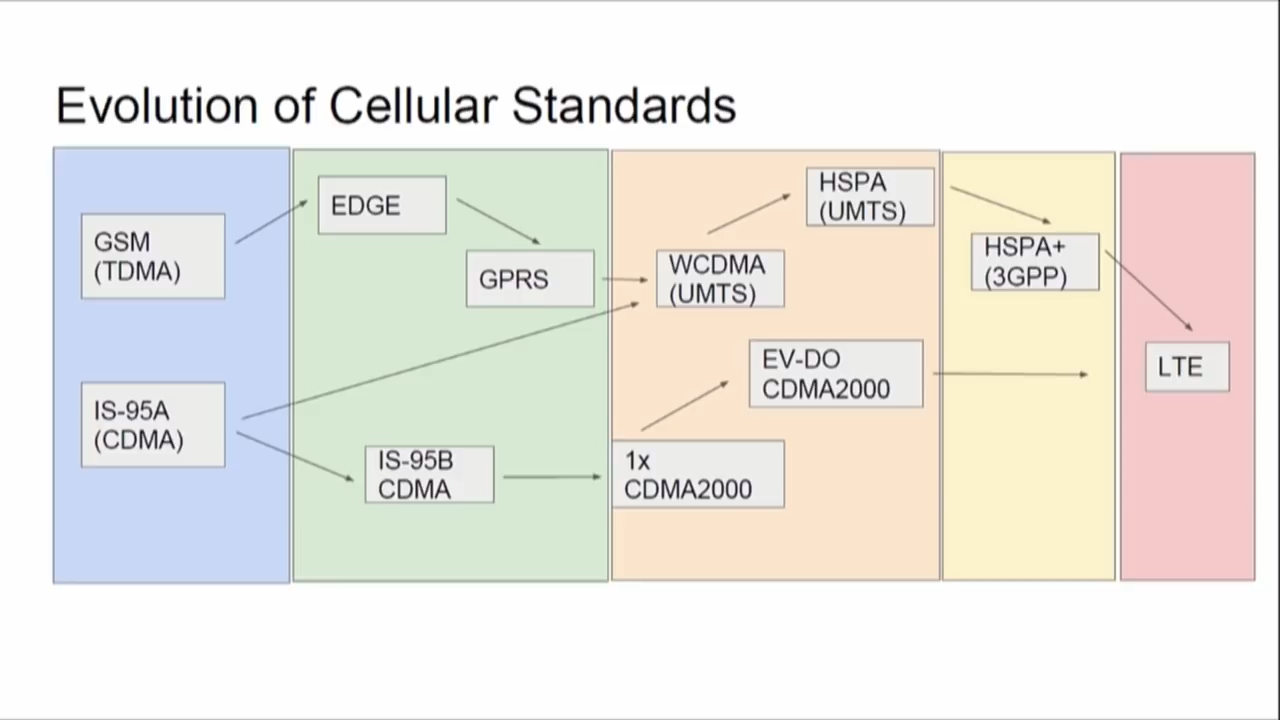 Evolution of Cellular Standards
GSM
(TDMA)
IS-95A
(CDMA)
EDGE
GPRS
IS-95B
CDMA
WCDMA
(UMTS)
HSPA
(UMTS)
EV-DO
CDMA2000
1x
CDMA2000
HSPA+
(3GPP)
LTE